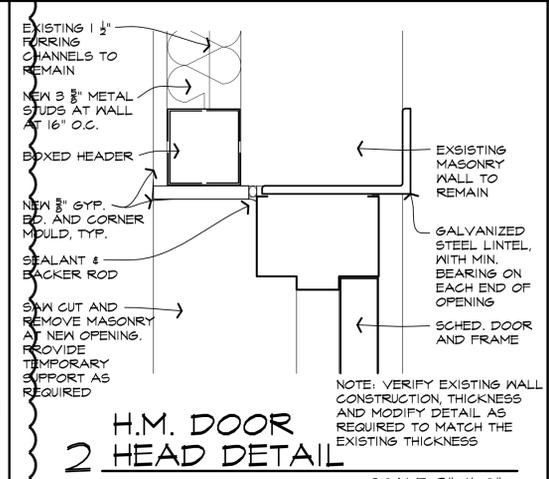 EXISTING 1 ½"
FURRING
CHANNELS TO
REMAIN
NEW 3 ⅝" METAL
STUDS AT WALL
AT 16" O.C.
BOXED HEADER
NEW ⅝" GYP.
BD. AND CORNER
MOULD, TYP.
SEALANT &
BACKER ROD
SAW CUT AND
REMOVE MASONRY
AT NEW OPENING.
PROVIDE
TEMPORARY
SUPPORT AS
REQUIRED
EXSISTING
MASONRY
WALL TO
REMAIN
GALVANIZED
STEEL LINTEL,
WITH MIN.
BEARING ON
EACH END OF
OPENING
SCHED. DOOR
AND FRAME
NOTE: VERIFY EXISTING WALL
CONSTRUCTION, THICKNESS
AND MODIFY DETAIL AS
REQUIRED TO MATCH THE
EXISTING THICKNESS
H.M. DOOR
2 HEAD DETAIL